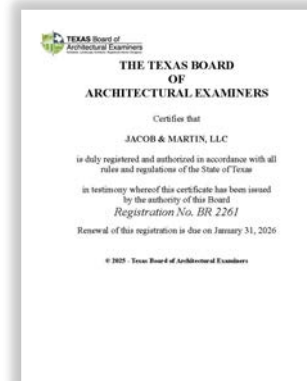 TEXAS Board of
Architectural Examiners
THE TEXAS BOARD
OF
ARCHITECTURAL EXAMINERS
Certifies that
JACOB & MARTIN, LLC
is duly registered and authorized in accordance with all
rules and regulations of the State of Texas
in testimony whereof this certificate has been issued
by the authority of this Board
Registration No. BR 2261
Renewal of this registration is due on January 31, 2026
© 2025 - Texas Board of Architectural Examiners